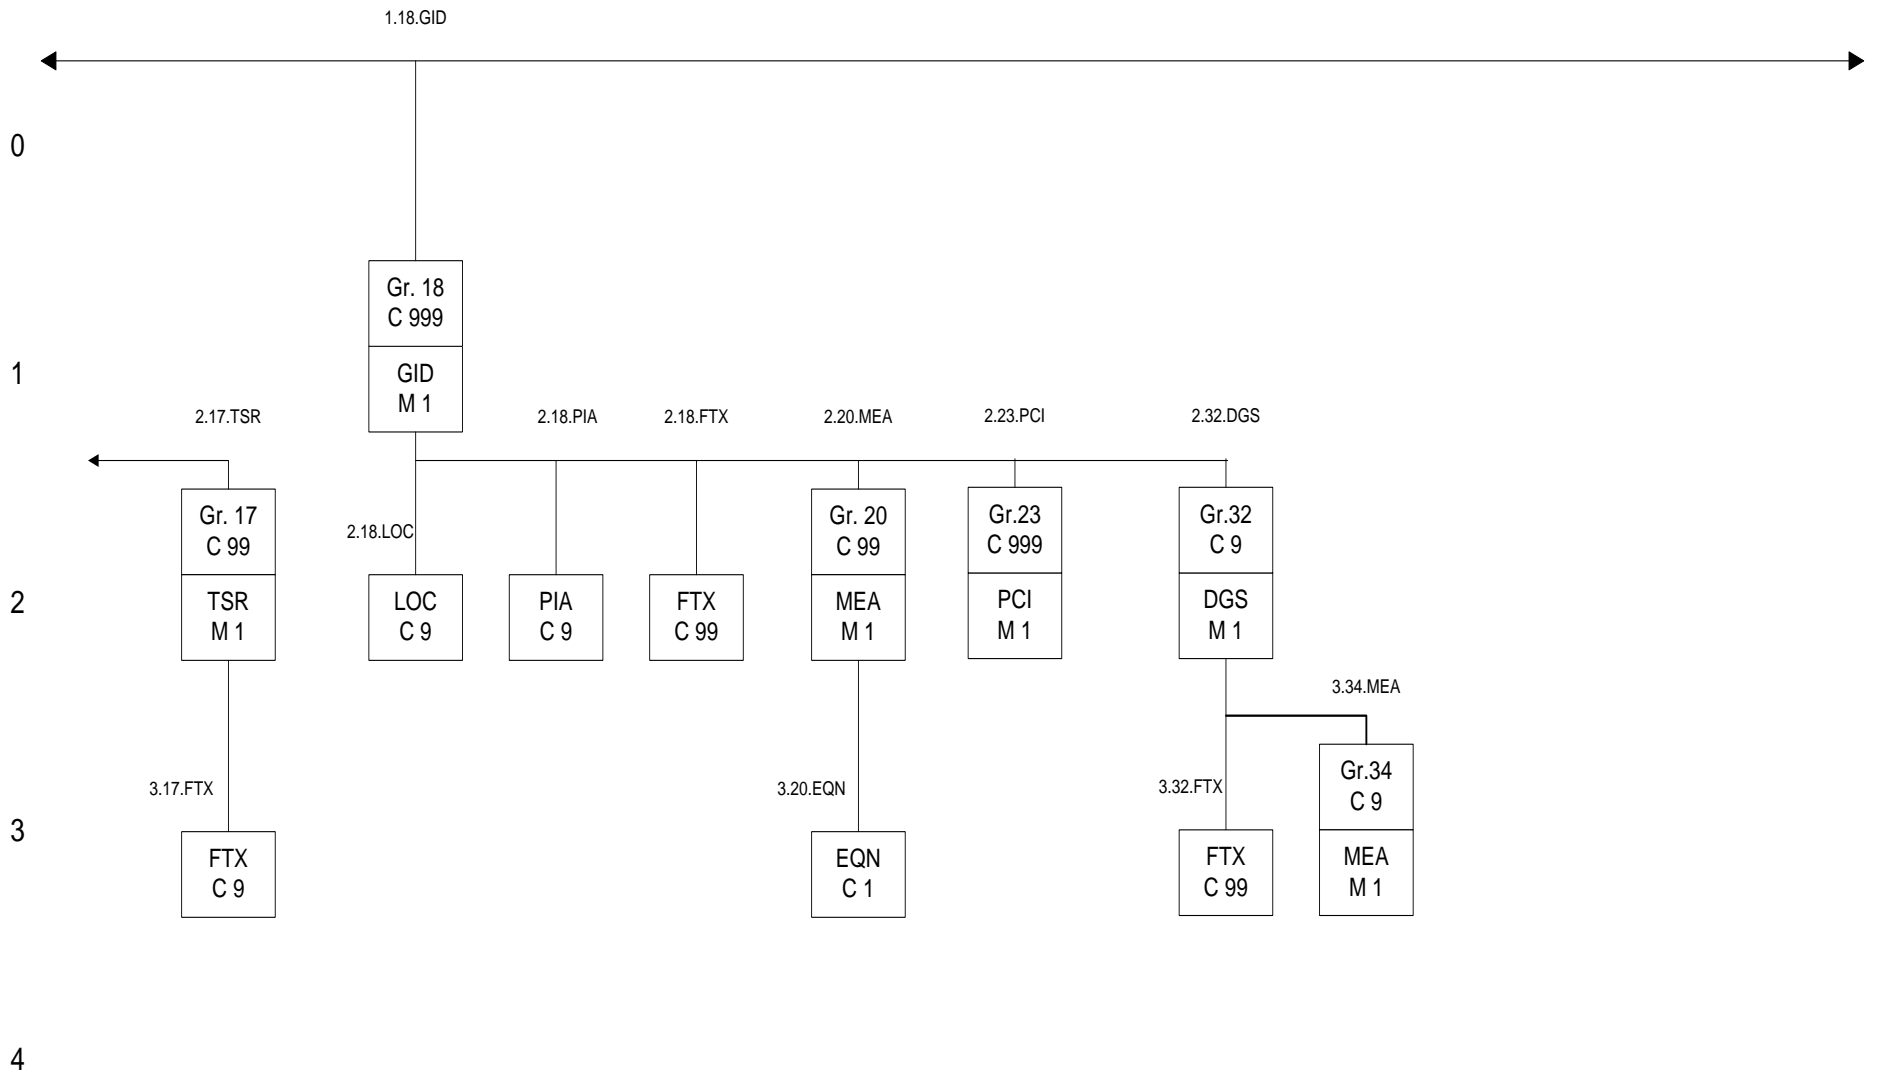 1.18.GID
0
Gr. 18
C 999
1
GID
M 1
2.17.TSR
2.18.PIA
2.18.FTX
2.20.MEA
2.23.PCI
2.32.DGS
Gr. 17
C 99
2.18.LOC
Gr. 20
C 99
Gr.23
C 999
Gr.32
C 9
2
TSR
M 1
LOC
C 9
PIA
C 9
FTX
C 99
MEA
M 1
PCI
M 1
DGS
M 1
3.34.MEA
3.17.FTX
3.20.EQN
3.32.FTX
Gr.34
C 9
3
FTX
C 9
EQN
C 1
FTX
C 99
MEA
M 1
4